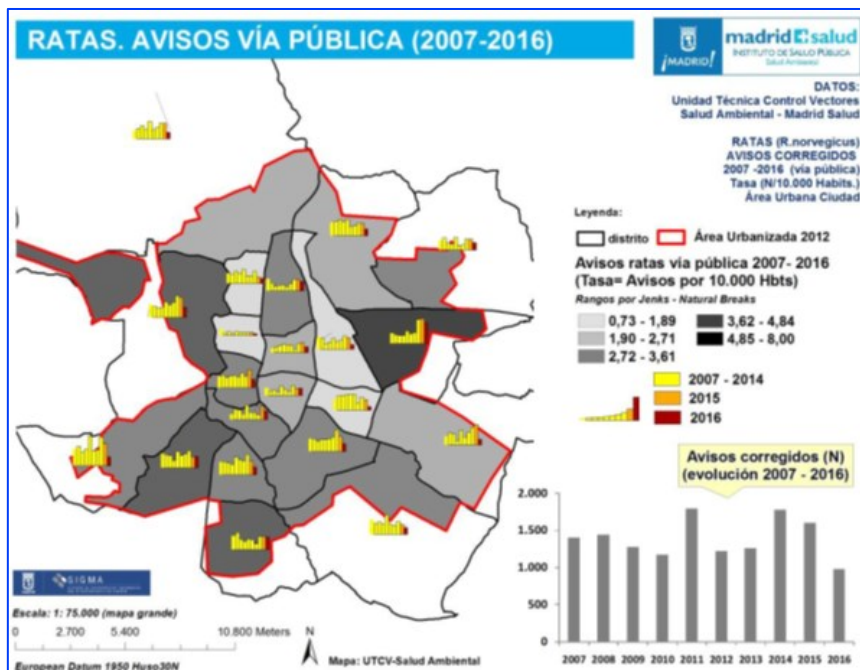 RATAS. AVISOS VÍA PÚBLICA (2007-2016)
¡MADRID!
madrid salud
INSTITUTO DE SALUD PÚBLICA
Salud Ambiental
DATOS:
Unidad Técnica Control Vectores
Salud Ambiental - Madrid Salud
RATAS (R.norvegicus)
AVISOS CORREGIDOS
2007 -2016 (vía pública)
Tasa (N/10.000 Habits.)
Área Urbana Ciudad
Leyenda:
distrito
Área Urbanizada 2012
Avisos ratas vía pública 2007- 2016
(Tasa= Avisos por 10.000 Hbts)
Rangos por Jenks - Natural Breaks
0,73 - 1,89
3,62 - 4,84
1,90 - 2,71
4,85 - 8,00
2,72 - 3,61
2007 - 2014
2015
2016
Avisos corregidos (N)
(evolución 2007 - 2016)
2.000
1.500
1.000
500
0
2007 2008 2009 2010 2011 2012 2013 2014 2015 2016
SIGMA
Escala: 1: 75.000 (mapa grande)
0 2.700 5.400 10.800 Meters
N
European Datum 1950 Huso30N
Mapa: UTCV-Salud Ambiental